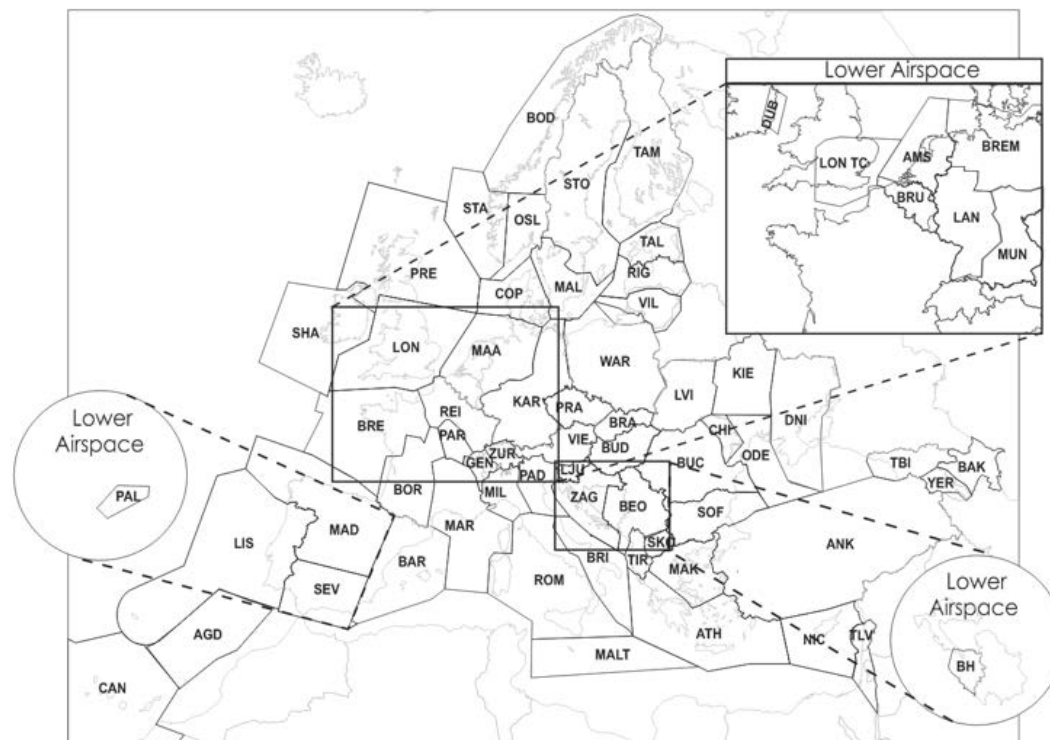 Lower Airspace
DUB
LON TC
AMS
BREM
BRU
LAN
MUN
BOD
TAM
STO
STA
OSL
TAL
PRE
RIG
COP
MAL
VIL
SHA
LON
MAA
WAR
KIE
KAR
PRA
LVI
REI
BRE
BRA
DNI
PAR
VIE
CHI
ZUR
BUD
GEN
LJU
BUC
ODE
PAD
TBI
BAK
BOR
MIL
ZAG
YER
BEO
SOF
MAD
MAR
LIS
SKO
ANK
BAR
BRI
TIR
MAK
ROM
SEV
AGD
ATH
NIC
TLV
MALT
CAN
Lower
Airspace
PAL
Lower
Airspace
BH